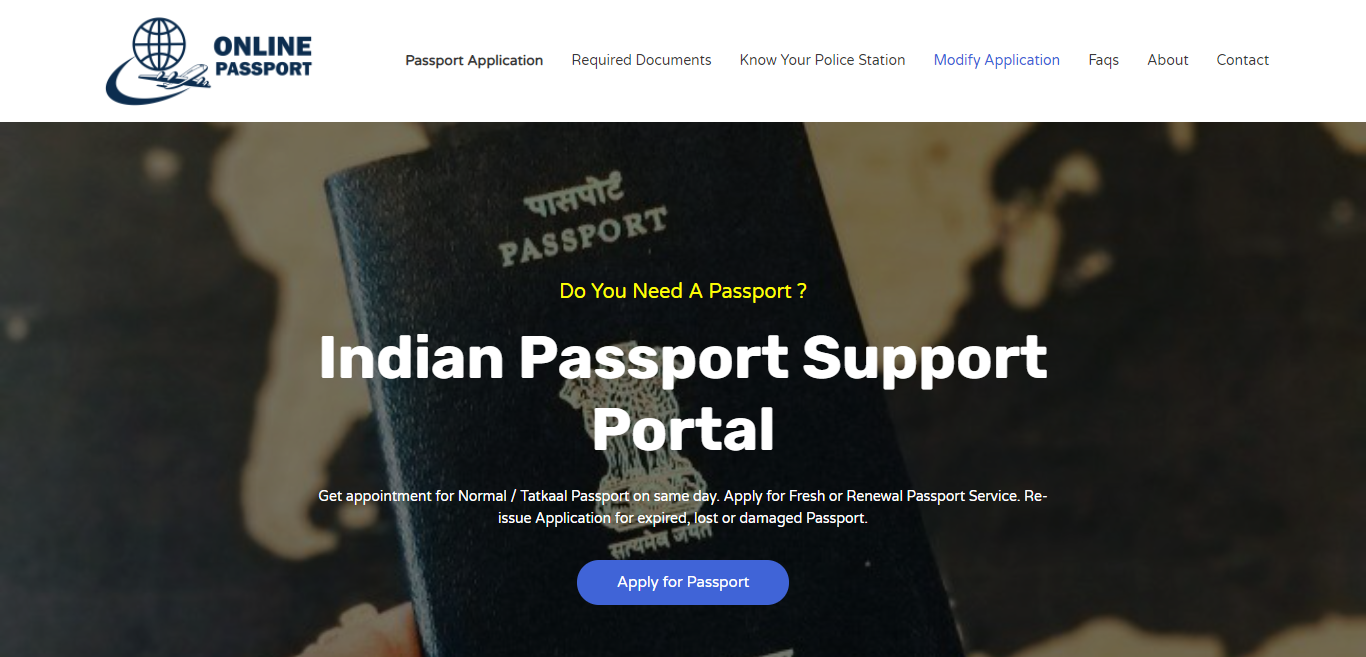 ONLINE
PASSPORT
Passport Application Required Documents Know Your Police Station Modify Application Faqs About Contact
पासपोर्ट
PASSPORT
Do You Need A Passport ?
Indian Passport Support
Portal
Get appointment for Normal / Tatkaal Passport on same day. Apply for Fresh or Renewal Passport Service. Re-
issue Application for expired, lost or damaged Passport.
सत्यमेव जयते
Apply for Passport